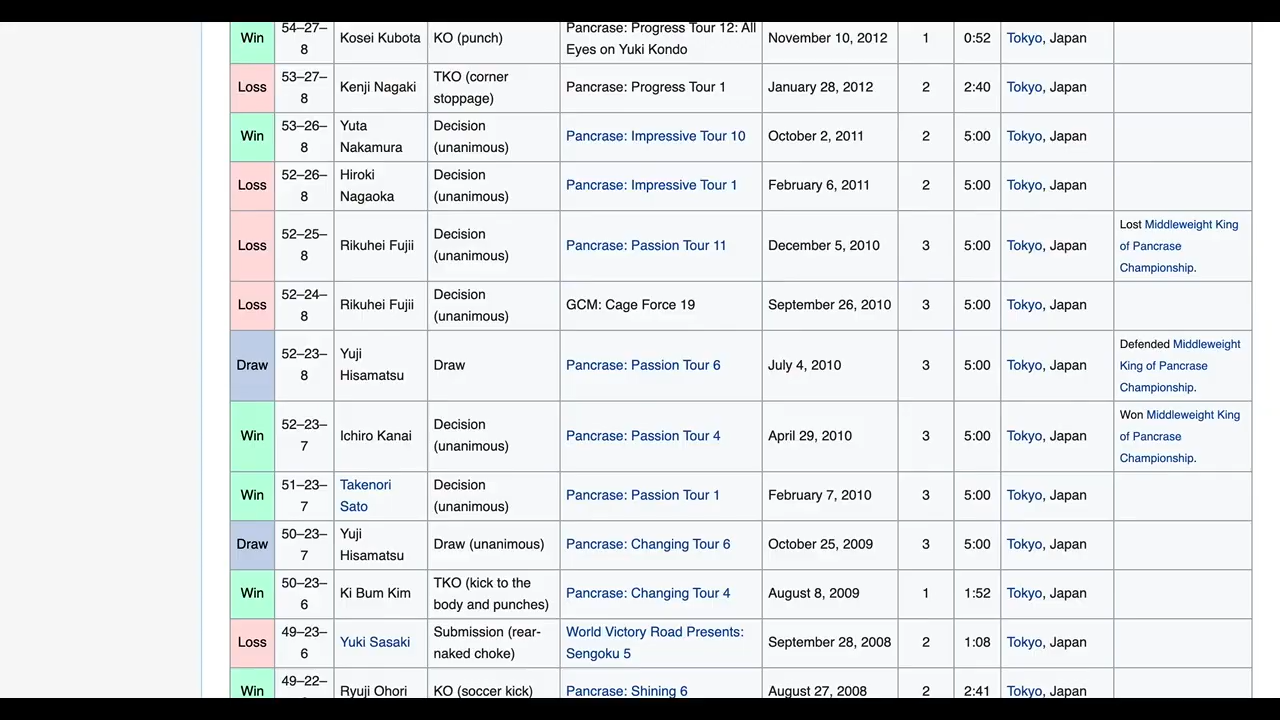 Win 54–27–8 Kosei Kubota KO (punch) Pancrase: Progress Tour 12: All Eyes on Yuki Kondo November 10, 2012 1 0:52 Tokyo, Japan
Loss 53–27–8 Kenji Nagaki TKO (corner stoppage) Pancrase: Progress Tour 1 January 28, 2012 2 2:40 Tokyo, Japan
Win 53–26–8 Yuta Nakamura Decision (unanimous) Pancrase: Impressive Tour 10 October 2, 2011 2 5:00 Tokyo, Japan
Loss 52–26–8 Hiroki Nagaoka Decision (unanimous) Pancrase: Impressive Tour 1 February 6, 2011 2 5:00 Tokyo, Japan
Loss 52–25–8 Rikuhei Fujii Decision (unanimous) Pancrase: Passion Tour 11 December 5, 2010 3 5:00 Tokyo, Japan Lost Middleweight King of Pancrase Championship.
Loss 52–24–8 Rikuhei Fujii Decision (unanimous) GCM: Cage Force 19 September 26, 2010 3 5:00 Tokyo, Japan
Draw 52–23–8 Yuji Hisamatsu Draw Pancrase: Passion Tour 6 July 4, 2010 3 5:00 Tokyo, Japan Defended Middleweight King of Pancrase Championship.
Win 52–23–7 Ichiro Kanai Decision (unanimous) Pancrase: Passion Tour 4 April 29, 2010 3 5:00 Tokyo, Japan Won Middleweight King of Pancrase Championship.
Win 51–23–7 Takenori Sato Decision (unanimous) Pancrase: Passion Tour 1 February 7, 2010 3 5:00 Tokyo, Japan
Draw 50–23–7 Yuji Hisamatsu Draw (unanimous) Pancrase: Changing Tour 6 October 25, 2009 3 5:00 Tokyo, Japan
Win 50–23–6 Ki Bum Kim TKO (kick to the body and punches) Pancrase: Changing Tour 4 August 8, 2009 1 1:52 Tokyo, Japan
Loss 49–23–6 Yuki Sasaki Submission (rear-naked choke) World Victory Road Presents: Sengoku 5 September 28, 2008 2 1:08 Tokyo, Japan
Win 49–22– Ryuji Ohori KO (soccer kick) Pancrase: Shining 6 August 27, 2008 2 2:41 Tokyo, Japan